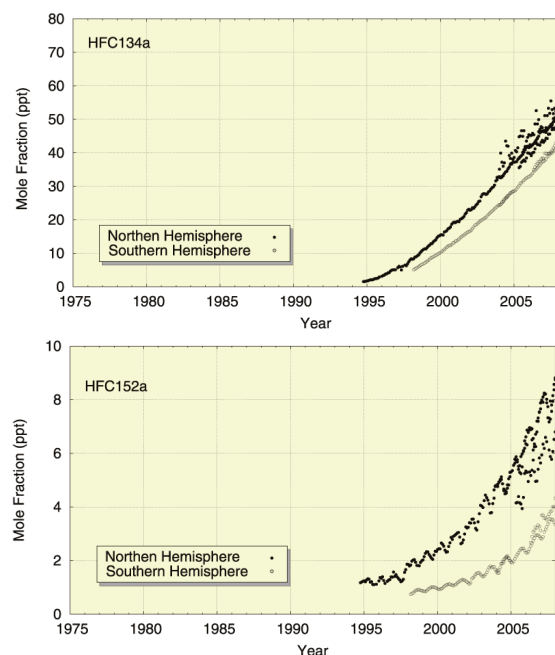 80
HFC134a
70
60
50
40
30
20
10
0
Mole Fraction (ppt)
Northen Hemisphere
Southern Hemisphere
1975 1980 1985 1990 1995 2000 2005
Year
10
HFC152a
8
6
4
2
0
Mole Fraction (ppt)
Northen Hemisphere
Southern Hemisphere
1975 1980 1985 1990 1995 2000 2005
Year